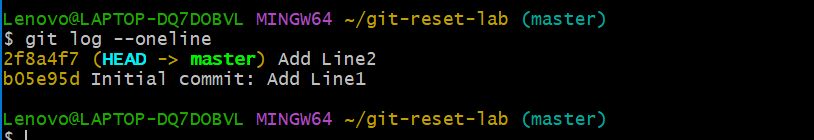 Lenovo@LAPTOP-DQ7DOBVL MINGW64 ~/git-reset-lab (master)
$ git log --oneline
2f8a4f7 (HEAD -> master) Add Line2
b05e95d Initial commit: Add Line1
Lenovo@LAPTOP-DQ7DOBVL MINGW64 ~/git-reset-lab (master)
$